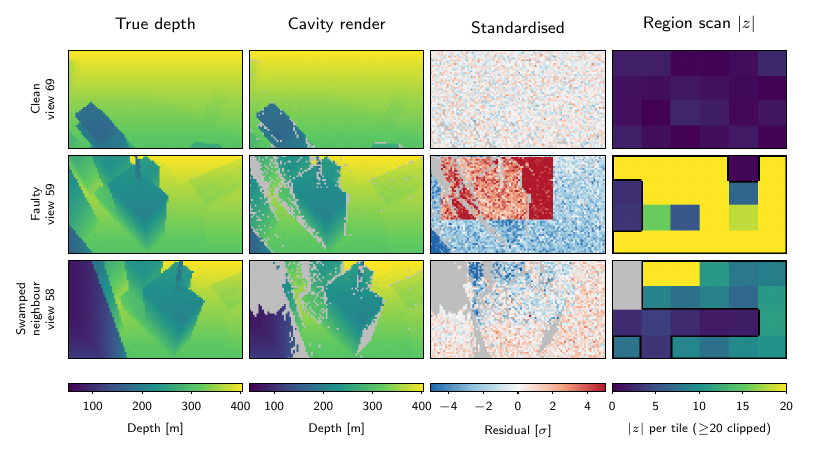 True depth
Cavity render
Standardised
Region scan |z|
Clean
view 69
Faulty
view 59
Swamped
neighbour
view 58
100 200 300 400
100 200 300 400
−4 −2 0 2 4
0 5 10 15 20
Depth [m]
Depth [m]
Residual [σ]
|z| per tile (≥20 clipped)